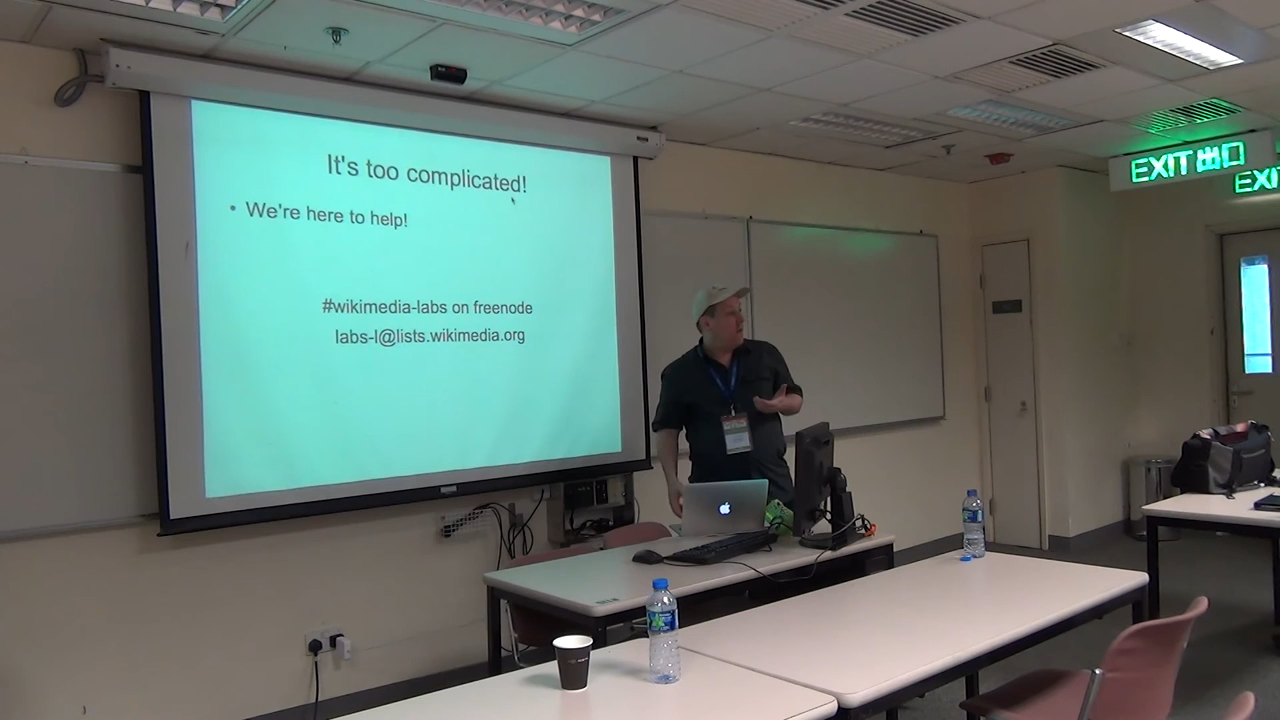 It's too complicated!
• We're here to help!
#wikimedia-labs on freenode
labs-l@lists.wikimedia.org
EXIT 出口
EXIT